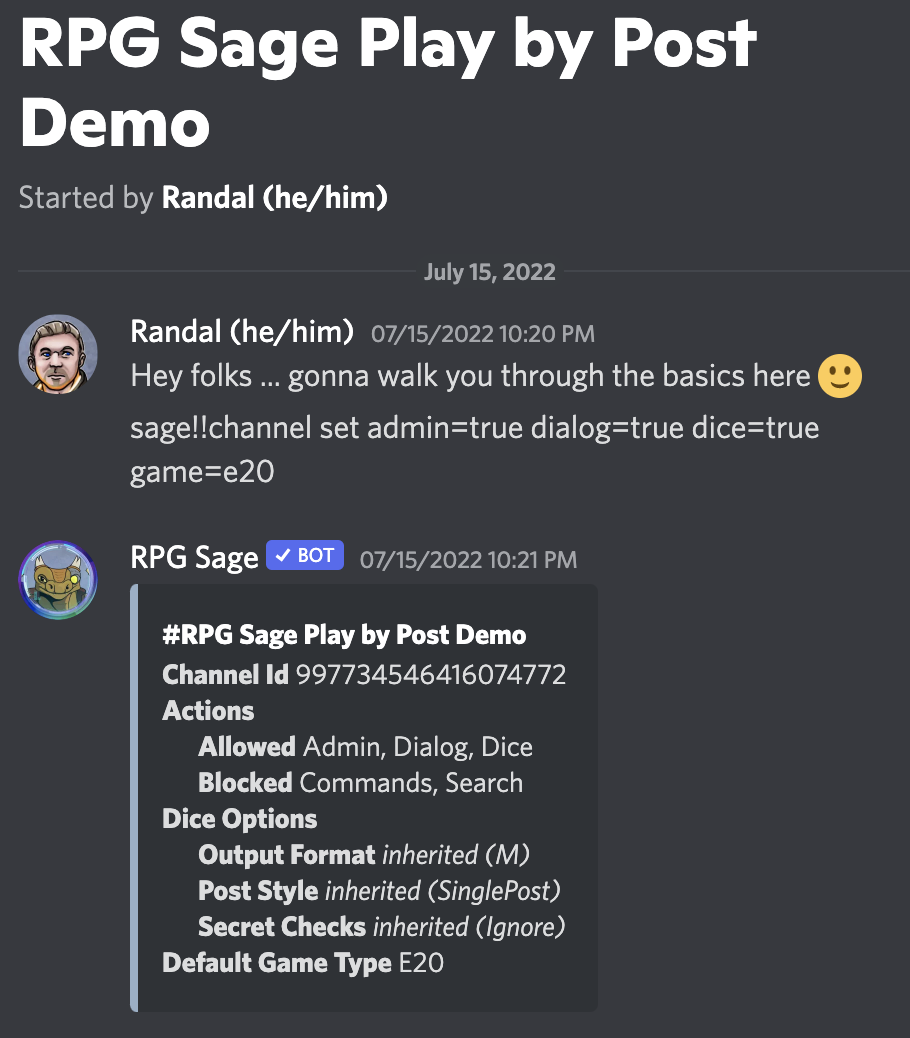 RPG Sage Play by Post
Demo
Started by Randal (he/him)
July 15, 2022
Randal (he/him) 07/15/2022 10:20 PM
Hey folks ... gonna walk you through the basics here 🙂
sage!!channel set admin=true dialog=true dice=true
game=e20
RPG Sage ✓ BOT 07/15/2022 10:21 PM
#RPG Sage Play by Post Demo
Channel Id 997734546416074772
Actions
Allowed Admin, Dialog, Dice
Blocked Commands, Search
Dice Options
Output Format inherited (M)
Post Style inherited (SinglePost)
Secret Checks inherited (Ignore)
Default Game Type E20